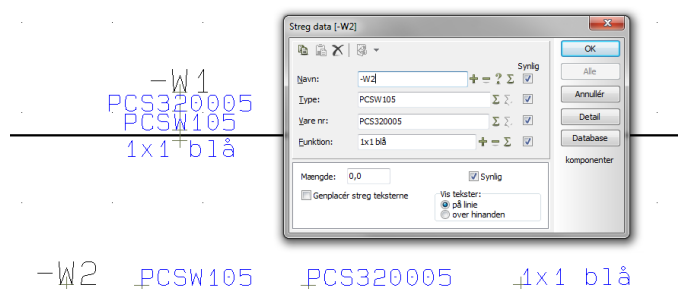 -W1
PCS320005
PCSW105
1x1 blå
Streg data [-W2]
Synlig
Navn: -W2
Type: PCSW105
Vare nr: PCS320005
Funktion: 1x1 blå
Mængde: 0,0
Synlig
Genplacér streg teksterne
Vis tekster:
på linie
over hinanden
OK
Alle
Annullér
Detail
Database
komponenter
-W2 PCSW105 PCS320005 1x1 blå